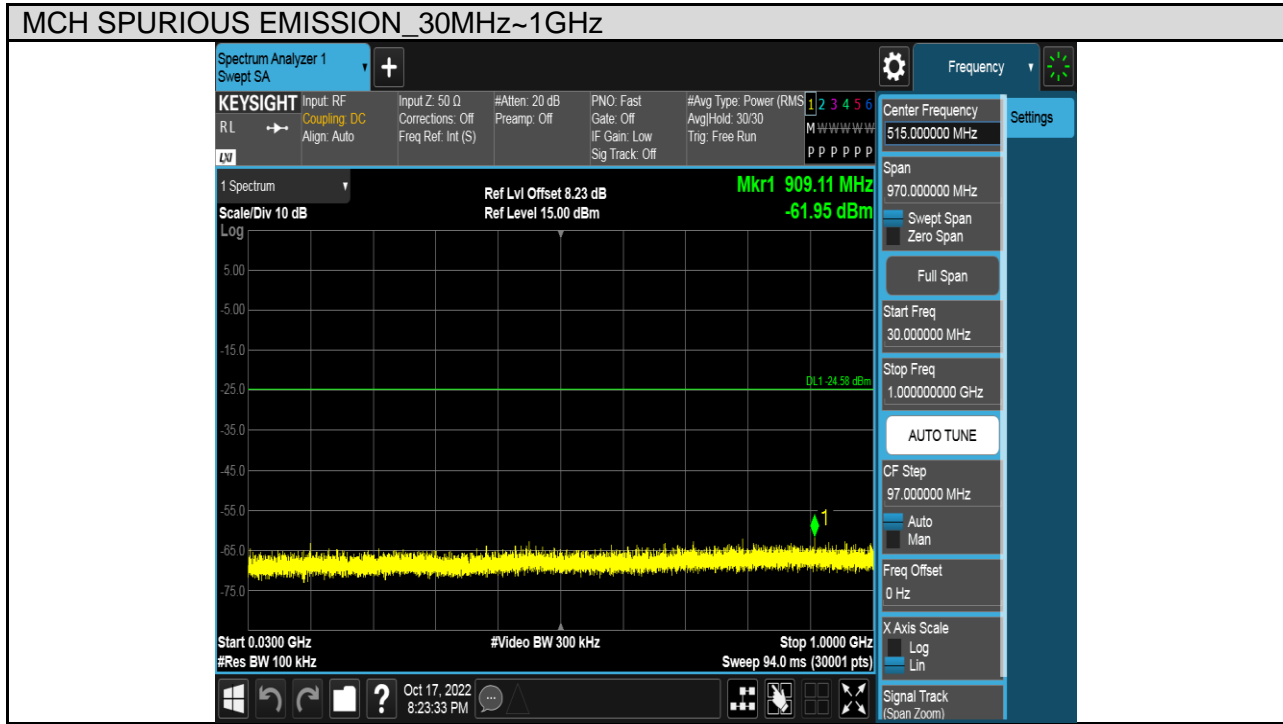 MCH SPURIOUS EMISSION_30MHz~1GHz
Spectrum Analyzer 1
Swept SA
+
Frequency
KEYSIGHT
RL
LXI
Input: RF
Coupling: DC
Align: Auto
Input Z: 50 Ω
Corrections: Off
Freq Ref: Int (S)
#Atten: 20 dB
Preamp: Off
PNO: Fast
Gate: Off
IF Gain: Low
Sig Track: Off
#Avg Type: Power (RMS
Avg|Hold: 30/30
Trig: Free Run
1 2 3 4 5 6
M W W W W W
P P P P P P
1 Spectrum
Scale/Div 10 dB
Ref Lvl Offset 8.23 dB
Ref Level 15.00 dBm
Mkr1 909.11 MHz
-61.95 dBm
Log
5.00
-5.00
-15.0
-25.0
DL1 -24.58 dBm
-35.0
-45.0
-55.0
1
-65.0
-75.0
Start 0.0300 GHz
#Res BW 100 kHz
#Video BW 300 kHz
Stop 1.0000 GHz
Sweep 94.0 ms (30001 pts)
?
Oct 17, 2022
8:23:33 PM
Center Frequency
515.000000 MHz
Settings
Span
970.000000 MHz
Swept Span
Zero Span
Full Span
Start Freq
30.000000 MHz
Stop Freq
1.000000000 GHz
AUTO TUNE
CF Step
97.000000 MHz
Auto
Man
Freq Offset
0 Hz
X Axis Scale
Log
Lin
Signal Track
(Span Zoom)